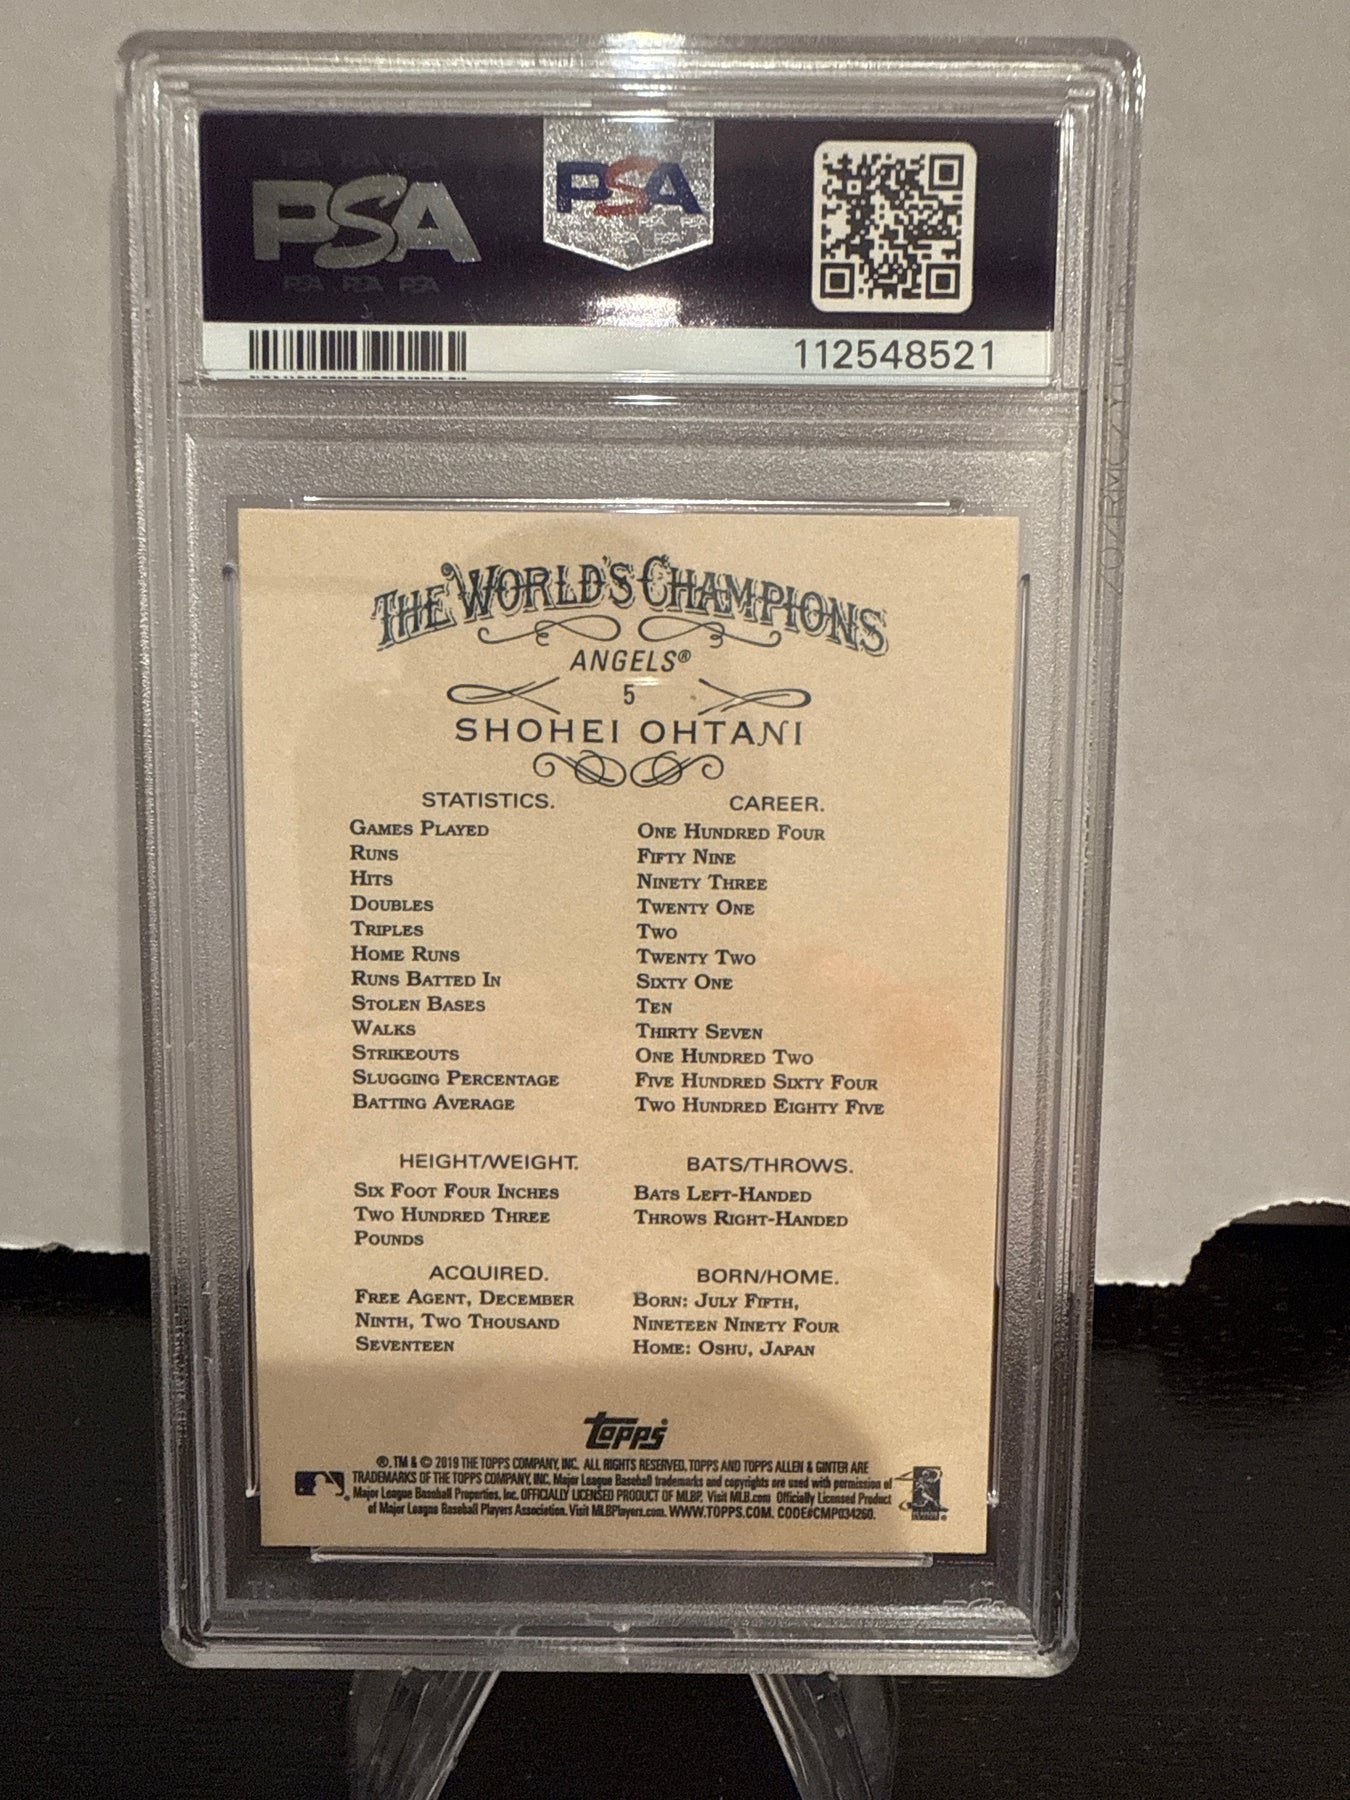 PSA
PSA
112548521
THE WORLD'S CHAMPIONS
ANGELS®
5
SHOHEI OHTANI
STATISTICS. CAREER.
GAMES PLAYED ONE HUNDRED FOUR
RUNS FIFTY NINE
HITS NINETY THREE
DOUBLES TWENTY ONE
TRIPLES TWO
HOME RUNS TWENTY TWO
RUNS BATTED IN SIXTY ONE
STOLEN BASES TEN
WALKS THIRTY SEVEN
STRIKEOUTS ONE HUNDRED TWO
SLUGGING PERCENTAGE FIVE HUNDRED SIXTY FOUR
BATTING AVERAGE TWO HUNDRED EIGHTY FIVE
HEIGHT/WEIGHT.
SIX FOOT FOUR INCHES
TWO HUNDRED THREE
POUNDS
BATS/THROWS.
BATS LEFT-HANDED
THROWS RIGHT-HANDED
ACQUIRED.
FREE AGENT, DECEMBER
NINTH, TWO THOUSAND
SEVENTEEN
BORN/HOME.
BORN: JULY FIFTH,
NINETEEN NINETY FOUR
HOME: OSHU, JAPAN
Topps
®, TM & © 2019 THE TOPPS COMPANY, INC. ALL RIGHTS RESERVED. TOPPS AND TOPPS ALLEN & GINTER ARE
TRADEMARKS OF THE TOPPS COMPANY, INC. Major League Baseball trademarks and copyrights are used with permission of
Major League Baseball Properties, Inc. OFFICIALLY LICENSED PRODUCT OF MLBP. Visit MLB.com Officially Licensed Product
of Major League Baseball Players Association. Visit MLBPlayers.com. WWW.TOPPS.COM. CODE#CMP034260.